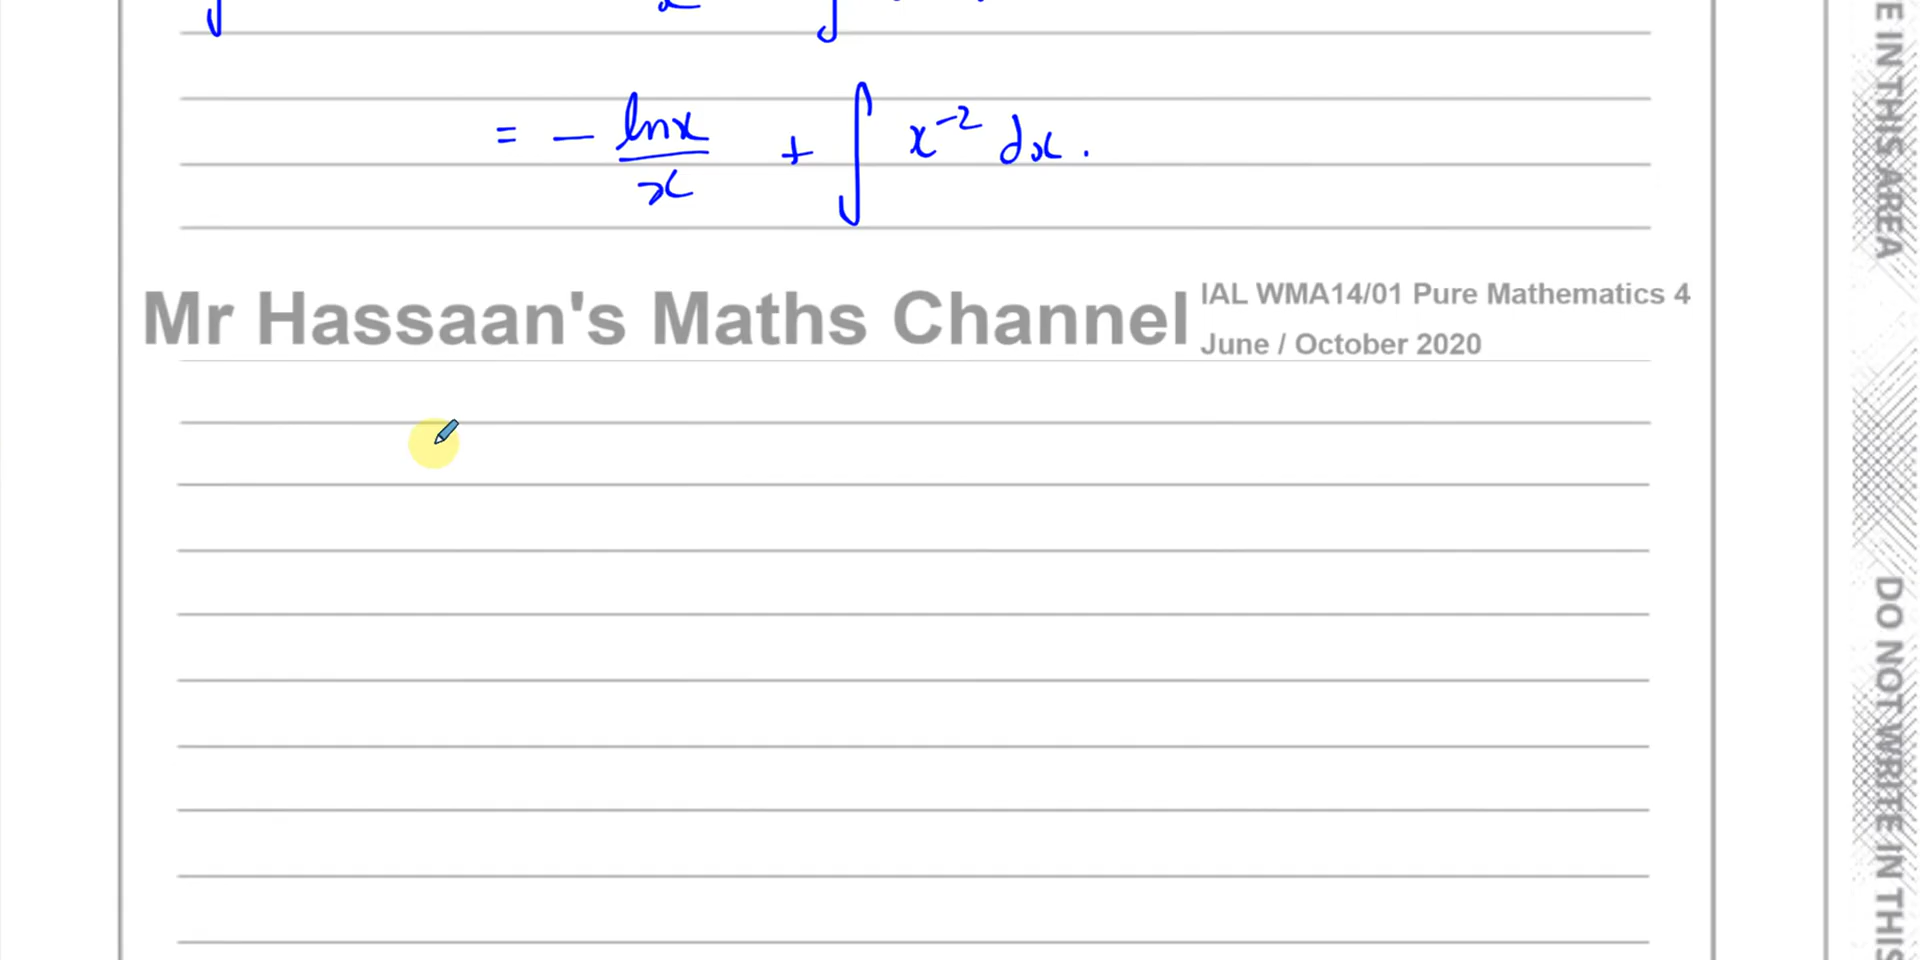 = - lnx/x + ∫ x⁻² dx.
Mr Hassaan's Maths Channel
IAL WMA14/01 Pure Mathematics 4
June / October 2020
E IN THIS AREA
DO NOT WRITE IN THIS